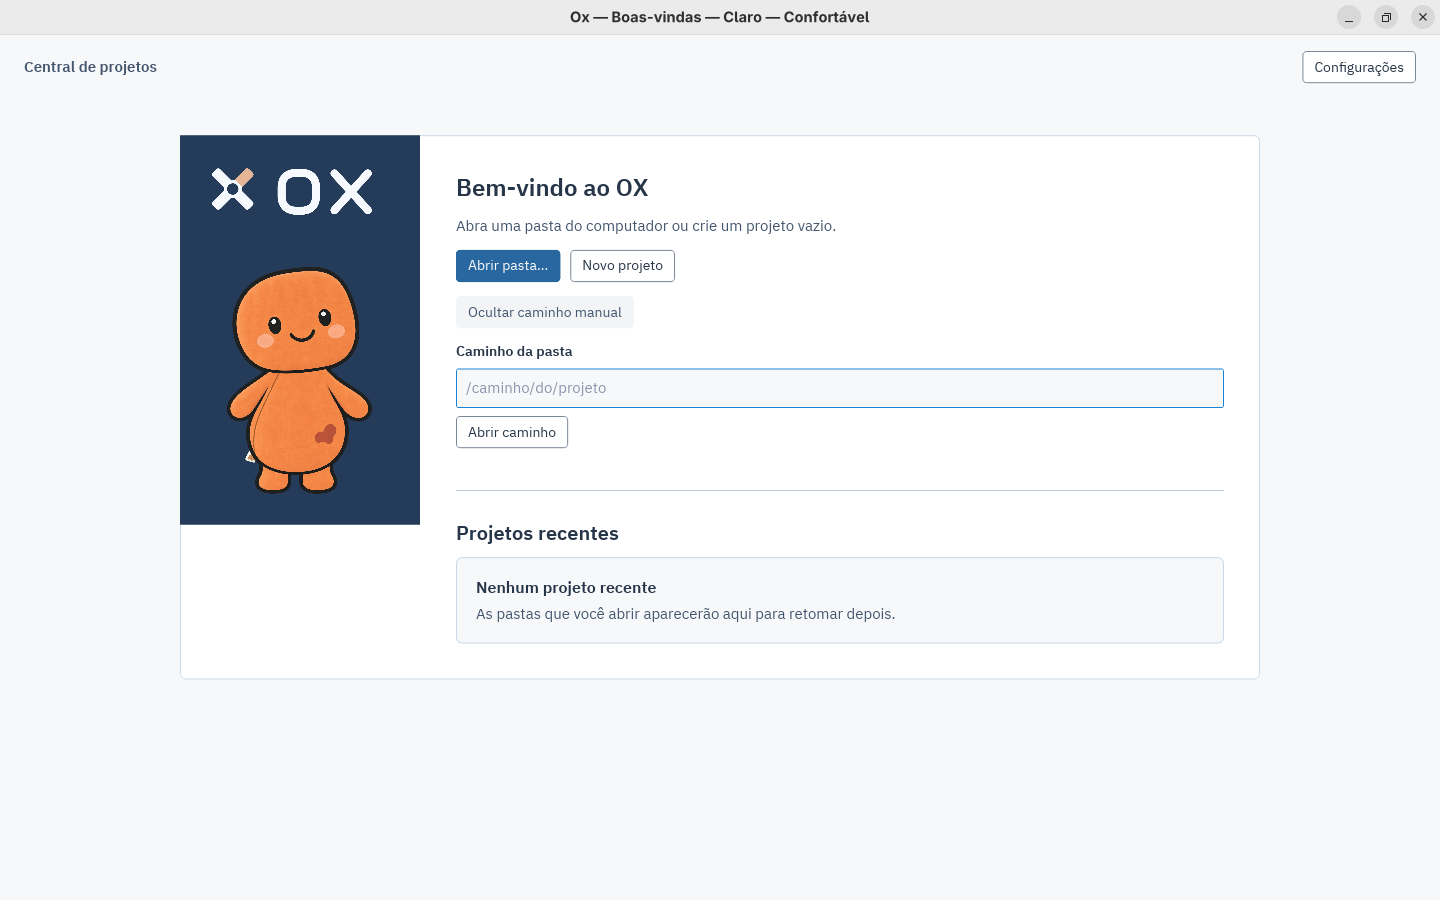 Ox — Boas-vindas — Claro — Confortável
Central de projetos
Configurações
OX
Bem-vindo ao OX
Abra uma pasta do computador ou crie um projeto vazio.
Abrir pasta...
Novo projeto
Ocultar caminho manual
Caminho da pasta
/caminho/do/projeto
Abrir caminho
Projetos recentes
Nenhum projeto recente
As pastas que você abrir aparecerão aqui para retomar depois.